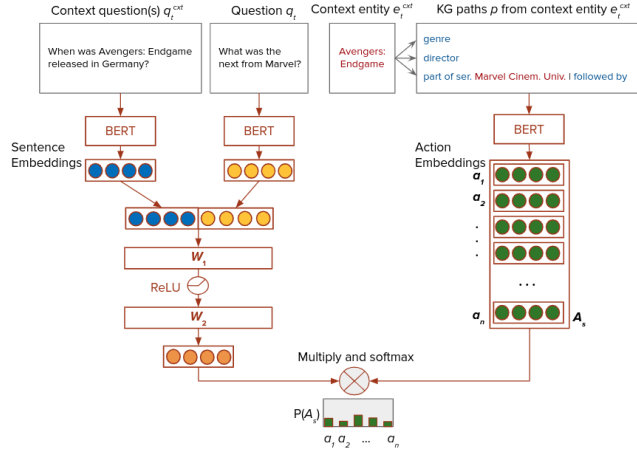 Context question(s) q_t^cxt
Question q_t
Context entity e_t^cxt
KG paths p from context entity e_t^cxt
When was Avengers: Endgame
released in Germany?
What was the
next from Marvel?
Avengers:
Endgame
genre
director
part of ser. Marvel Cinem. Univ. I followed by
BERT
BERT
BERT
Sentence
Embeddings
Action
Embeddings
a_1
a_2
.
.
.
W_1
ReLU
W_2
...
a_n
A_s
Multiply and softmax
P(A_s)
a_1 a_2 ... a_n